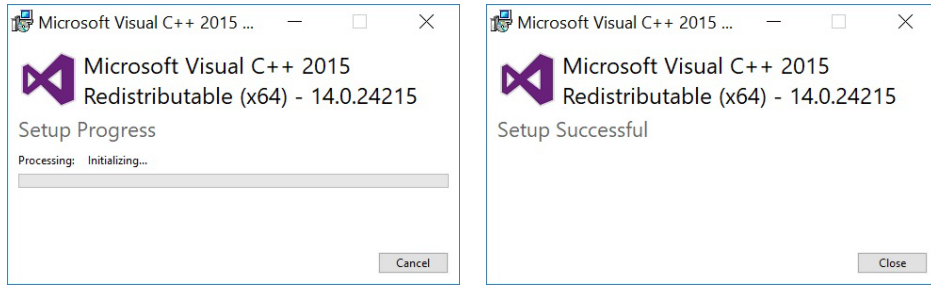 Microsoft Visual C++ 2015 ...
Microsoft Visual C++ 2015
Redistributable (x64) - 14.0.24215
Setup Progress
Processing: Initializing...
Cancel
Microsoft Visual C++ 2015 ...
Microsoft Visual C++ 2015
Redistributable (x64) - 14.0.24215
Setup Successful
Close